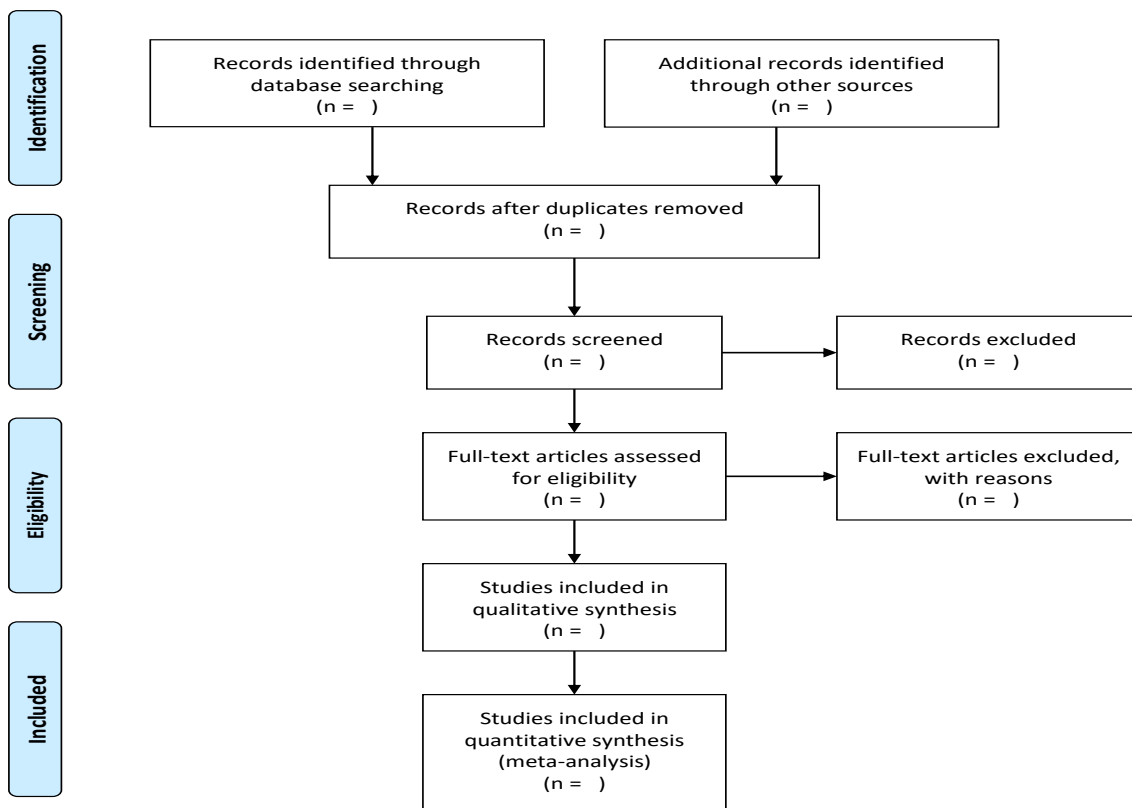 Identification
Records identified through
database searching
(n =   )
Additional records identified
through other sources
(n =   )
Records after duplicates removed
(n =   )
Screening
Records screened
(n =   )
Records excluded
(n =   )
Eligibility
Full-text articles assessed
for eligibility
(n =   )
Full-text articles excluded,
with reasons
(n =   )
Studies included in
qualitative synthesis
(n =   )
Included
Studies included in
quantitative synthesis
(meta-analysis)
(n =   )